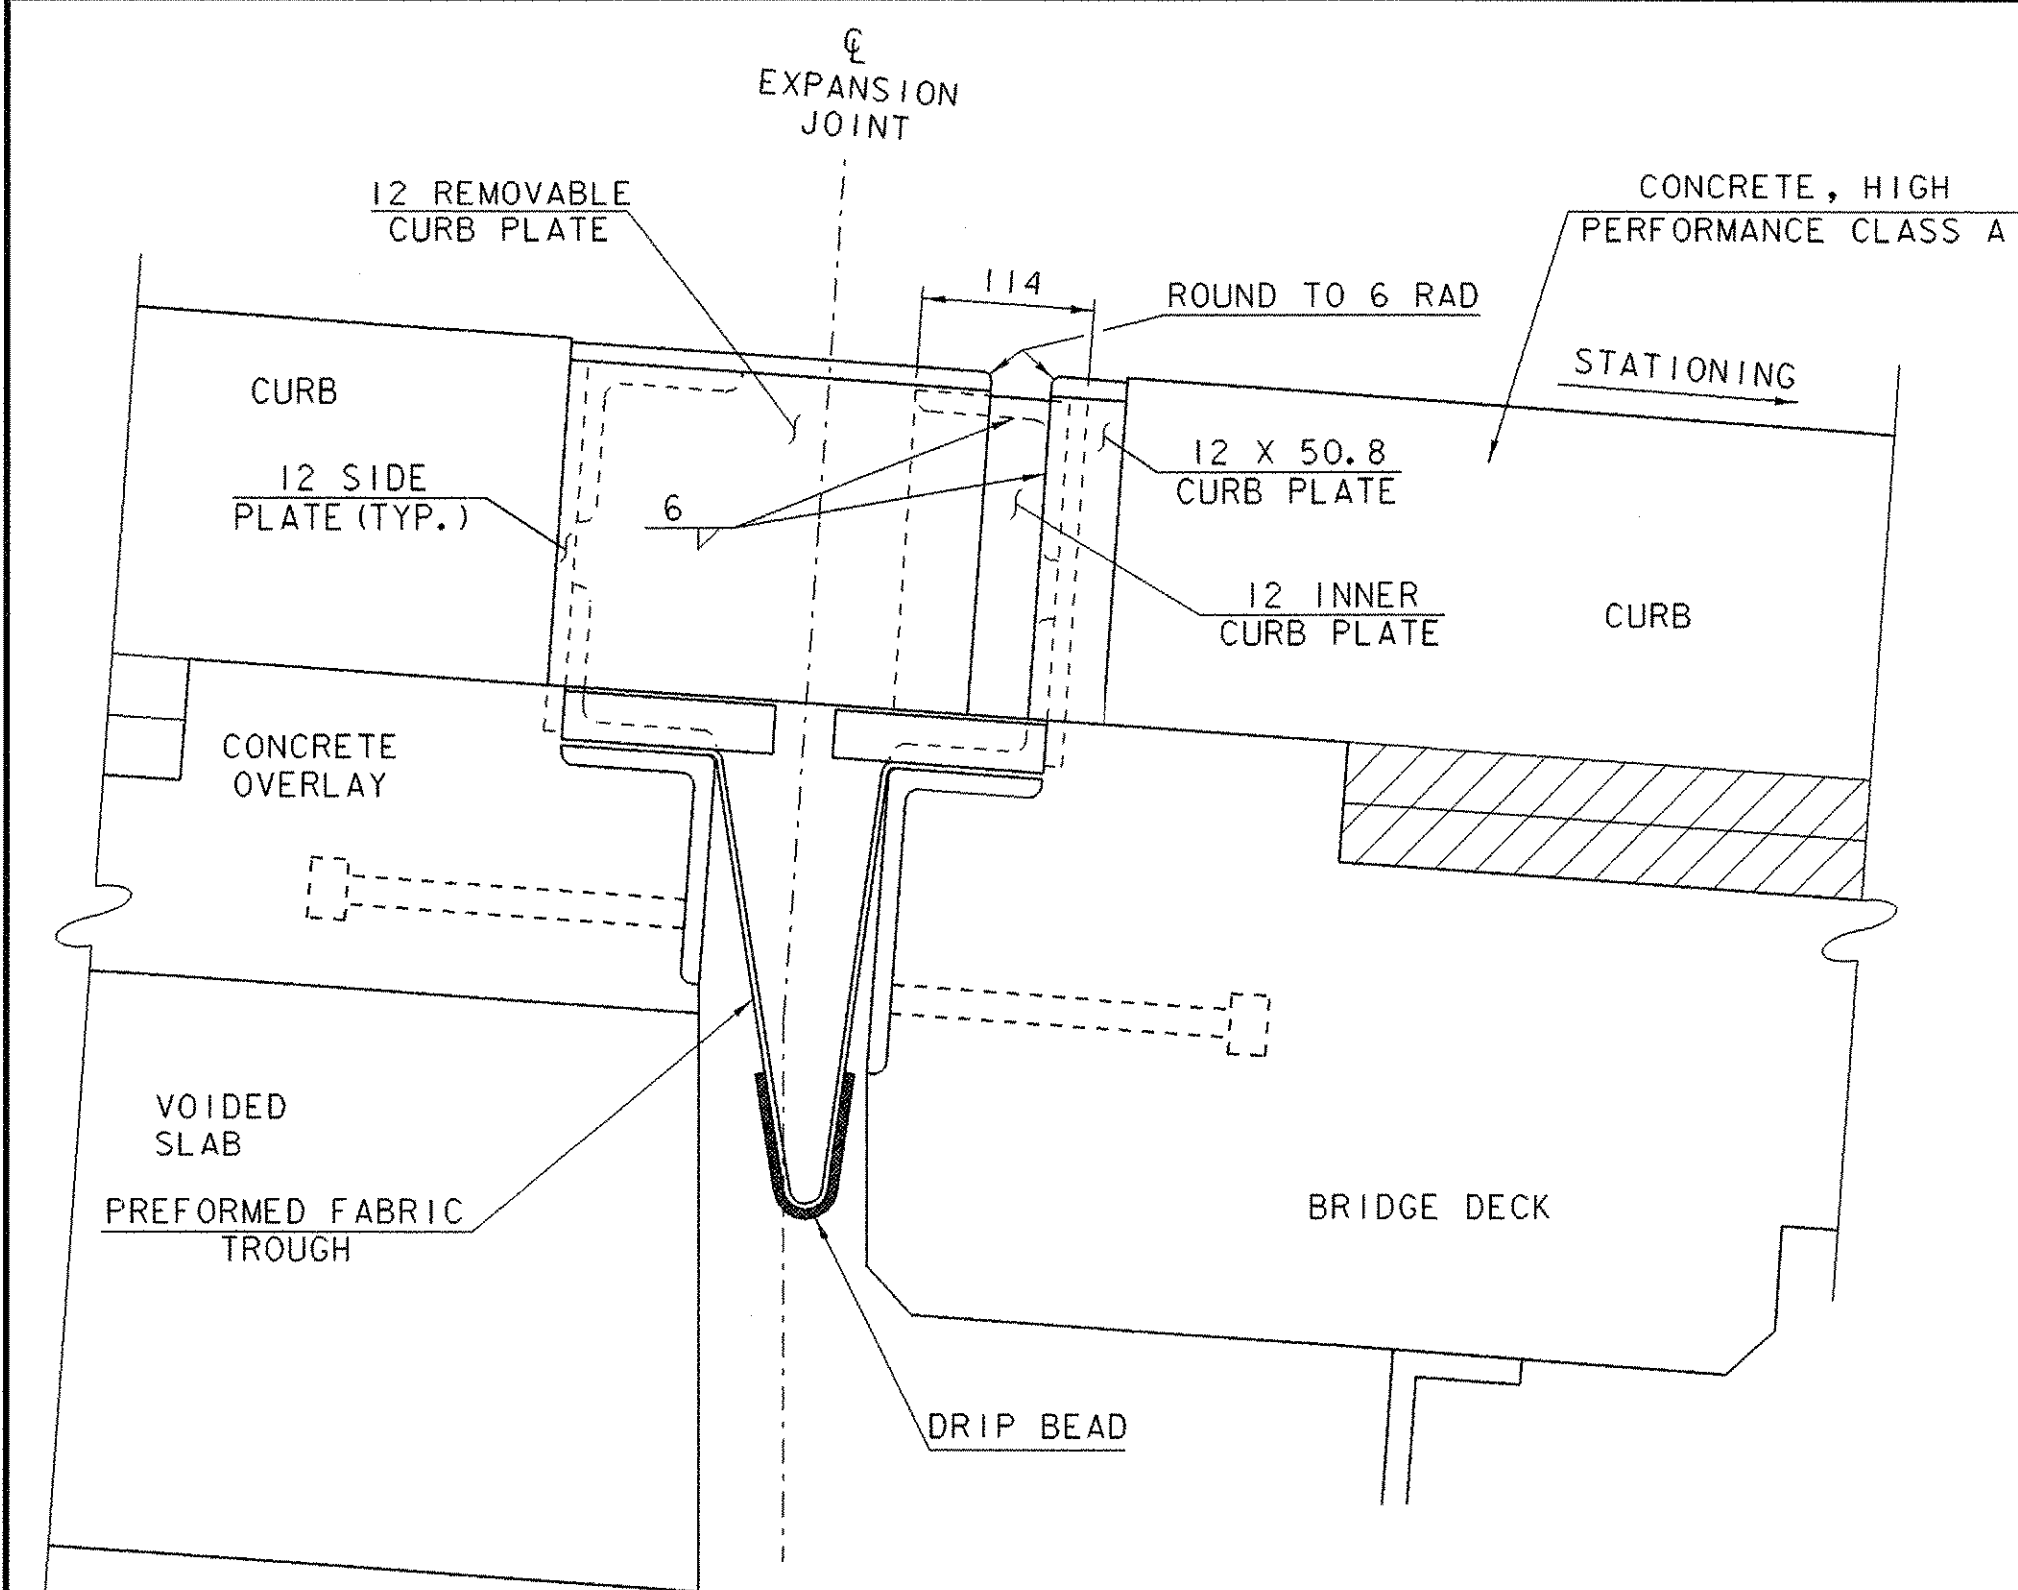 ℄
EXPANSION
JOINT
12 REMOVABLE
CURB PLATE
CONCRETE, HIGH
PERFORMANCE CLASS A
114
ROUND TO 6 RAD
STATIONING
CURB
12 SIDE
PLATE (TYP.)
6
12 X 50.8
CURB PLATE
12 INNER
CURB PLATE
CURB
CONCRETE
OVERLAY
VOIDED
SLAB
PREFORMED FABRIC
TROUGH
BRIDGE DECK
DRIP BEAD